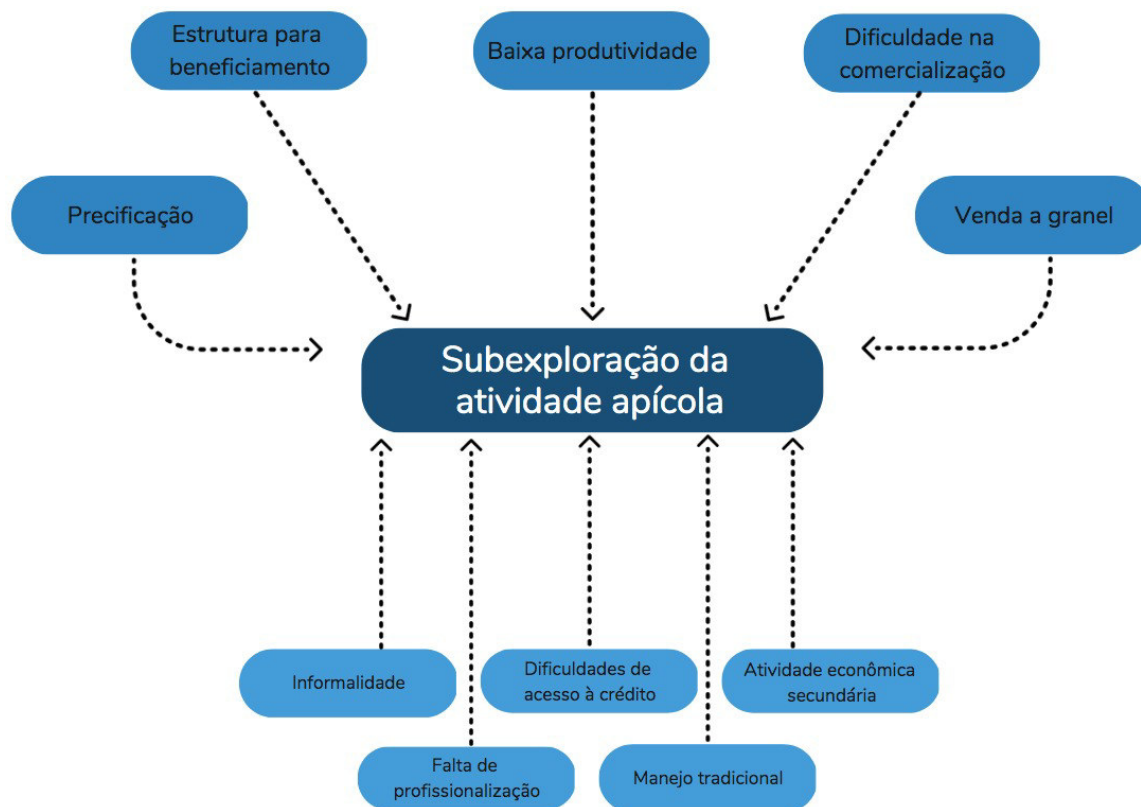 Estrutura para
beneficiamento
Baixa produtividade
Dificuldade na
comercialização
Precificação
Venda a granel
Subexploração da
atividade apícola
Informalidade
Dificuldades de
acesso à crédito
Atividade econômica
secundária
Falta de
profissionalização
Manejo tradicional